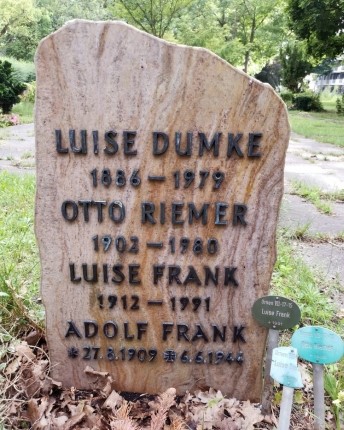 LUISE DUMKE
1886 — 1979
OTTO RIEMER
1902 — 1980
LUISE FRANK
1912 — 1991
ADOLF FRANK
* 27.8.1909 ✠ 6.6.1944
Luise Frank